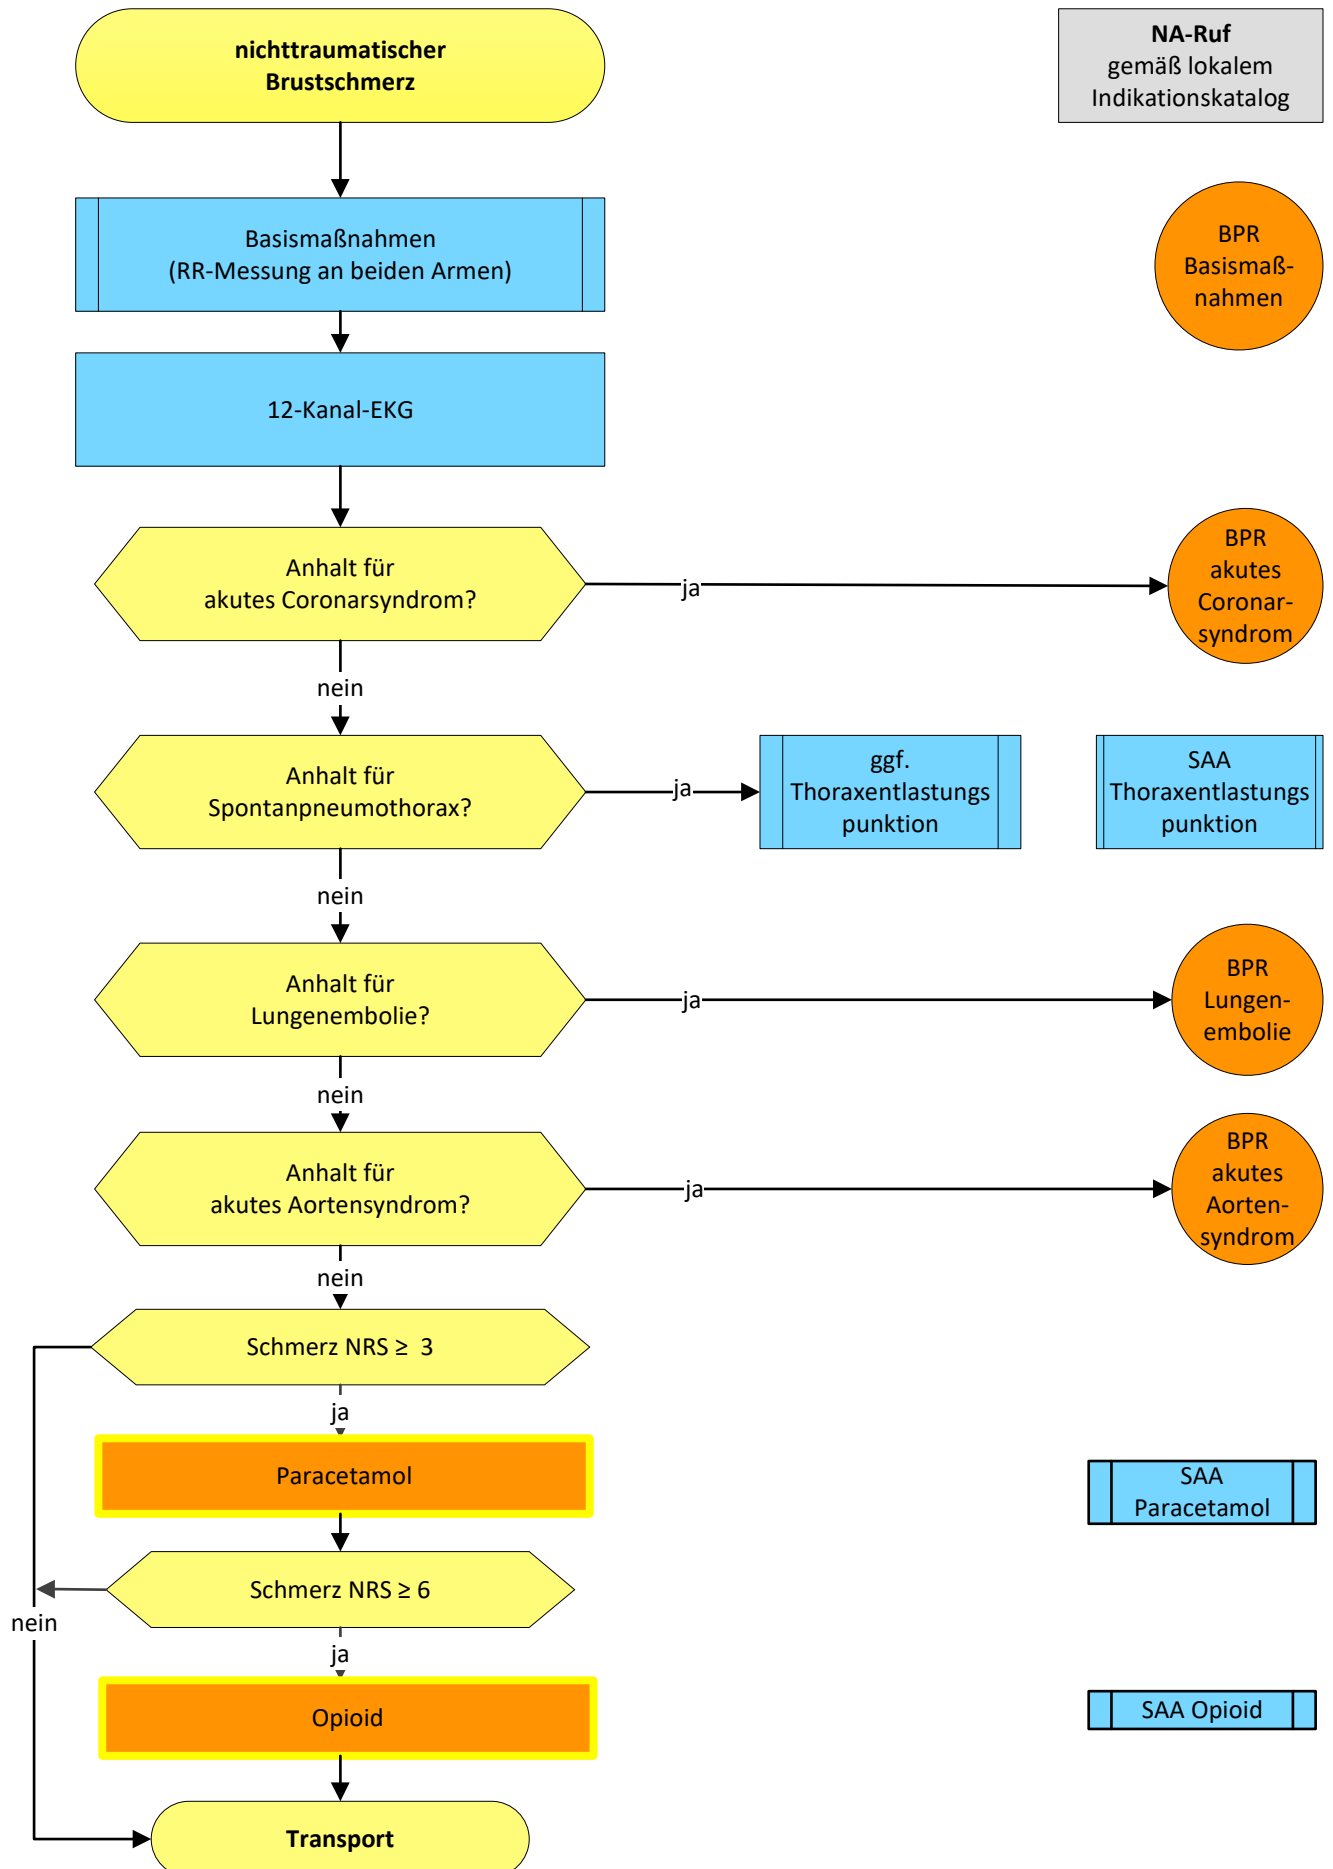 nichttraumatischer
Brustschmerz
NA-Ruf
gemäß lokalem
Indikationskatalog
Basismaßnahmen
(RR-Messung an beiden Armen)
BPR
Basismaß-
nahmen
12-Kanal-EKG
Anhalt für
akutes Coronarsyndrom?
ja
BPR
akutes
Coronar-
syndrom
nein
Anhalt für
Spontanpneumothorax?
ja
ggf.
Thoraxentlastungs
punktion
SAA
Thoraxentlastungs
punktion
nein
Anhalt für
Lungenembolie?
ja
BPR
Lungen-
embolie
nein
Anhalt für
akutes Aortensyndrom?
ja
BPR
akutes
Aorten-
syndrom
nein
Schmerz NRS ≥ 3
ja
Paracetamol
SAA
Paracetamol
Schmerz NRS ≥ 6
nein
ja
Opioid
SAA Opioid
Transport